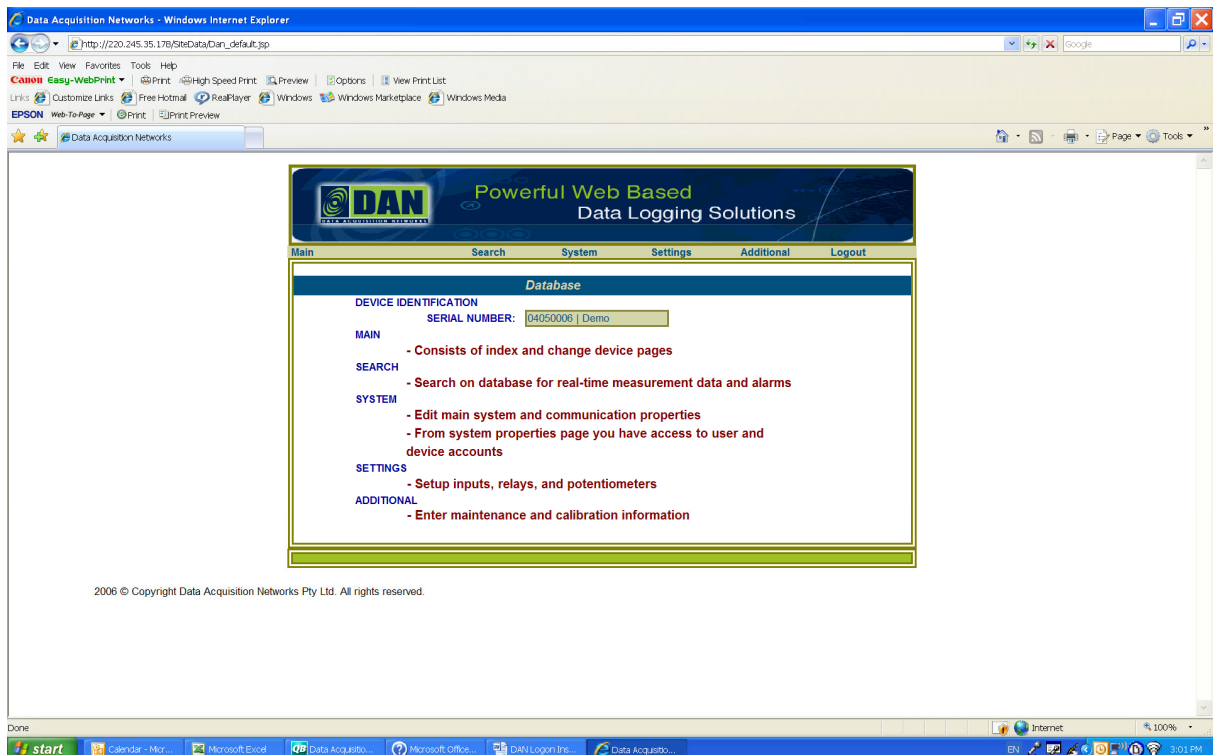 Data Acquisition Networks - Windows Internet Explorer
http://220.245.35.178/SiteData/Dan_default.jsp
Google
File Edit View Favorites Tools Help
Canon Easy-WebPrint Print High Speed Print Preview Options View Print List
Links Customize Links Free Hotmail RealPlayer Windows Windows Marketplace Windows Media
EPSON Web-To-Page Print Print Preview
Data Acquisition Networks Page Tools
DAN
DATA ACQUISITION NETWORKS
Powerful Web Based
Data Logging Solutions
Main Search System Settings Additional Logout
Database
DEVICE IDENTIFICATION
SERIAL NUMBER: 04050006 | Demo
MAIN
- Consists of index and change device pages
SEARCH
- Search on database for real-time measurement data and alarms
SYSTEM
- Edit main system and communication properties
- From system properties page you have access to user and
device accounts
SETTINGS
- Setup inputs, relays, and potentiometers
ADDITIONAL
- Enter maintenance and calibration information
2006 © Copyright Data Acquisition Networks Pty Ltd. All rights reserved.
Done Internet 100%
start Calendar - Micr... Microsoft Excel QB Data Acquisitio... Microsoft Office... DAN Logon Ins... Data Acquisitio... EN 3:01 PM